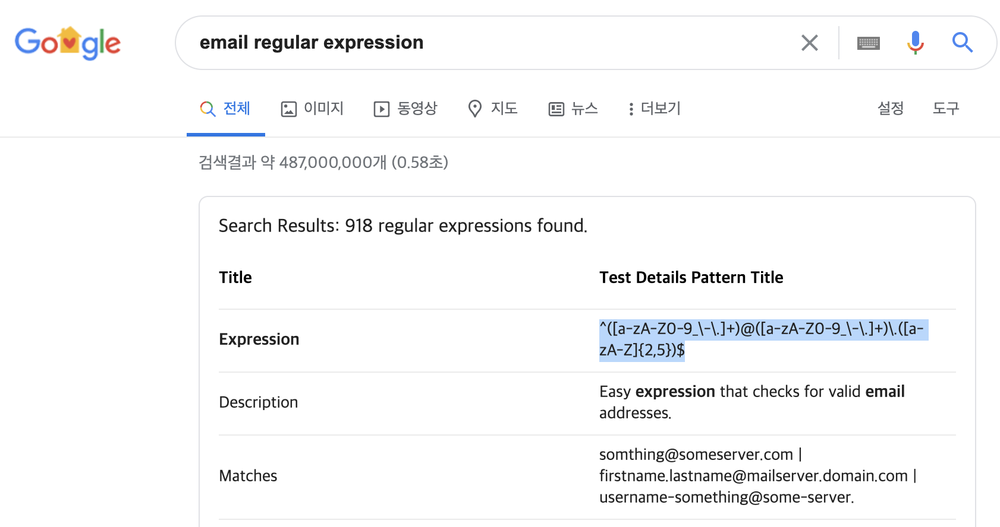 Google
email regular expression
전체 이미지 동영상 지도 뉴스 더보기 설정 도구
검색결과 약 487,000,000개 (0.58초)
Search Results: 918 regular expressions found.
Title Test Details Pattern Title
Expression
^([a-zA-Z0-9_\-\.]+)@([a-zA-Z0-9_\-\.]+)\.([a-
zA-Z]{2,5})$
Description
Easy expression that checks for valid email
addresses.
Matches
somthing@someserver.com |
firstname.lastname@mailserver.domain.com |
username-something@some-server.